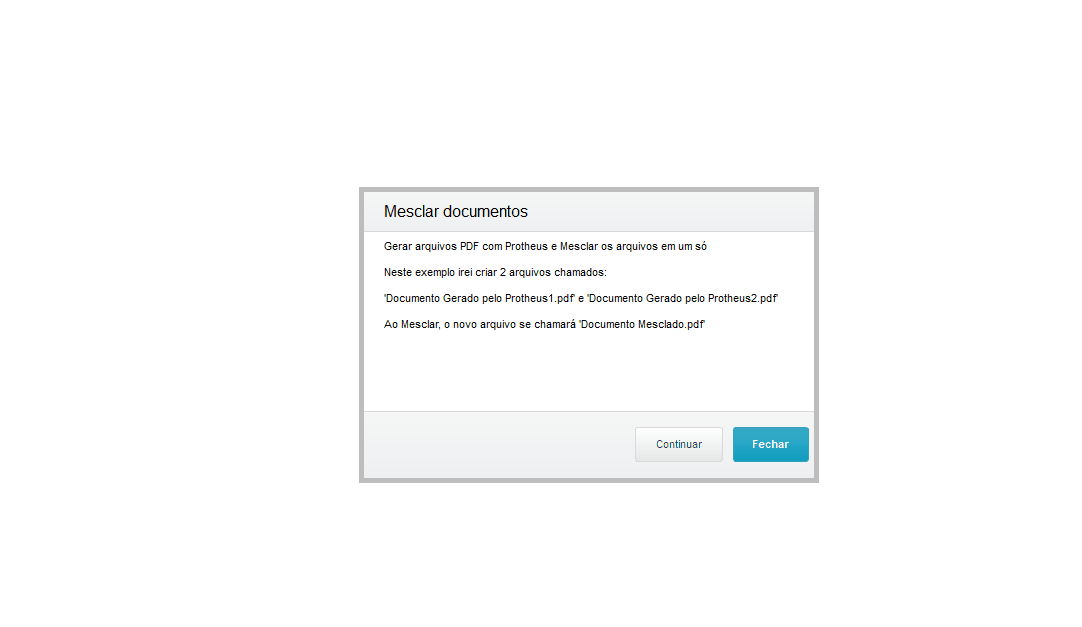 Mesclar documentos
Gerar arquivos PDF com Protheus e Mesclar os arquivos em um só
Neste exemplo irei criar 2 arquivos chamados:
'Documento Gerado pelo Protheus1.pdf' e 'Documento Gerado pelo Protheus2.pdf'
Ao Mesclar, o novo arquivo se chamará 'Documento Mesclado.pdf'
Continuar
Fechar